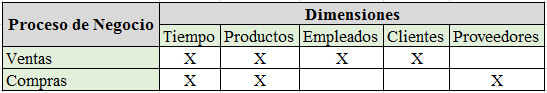 Proceso de Negocio Dimensiones
Tiempo Productos Empleados Clientes Proveedores
Ventas X X X X
Compras X X X